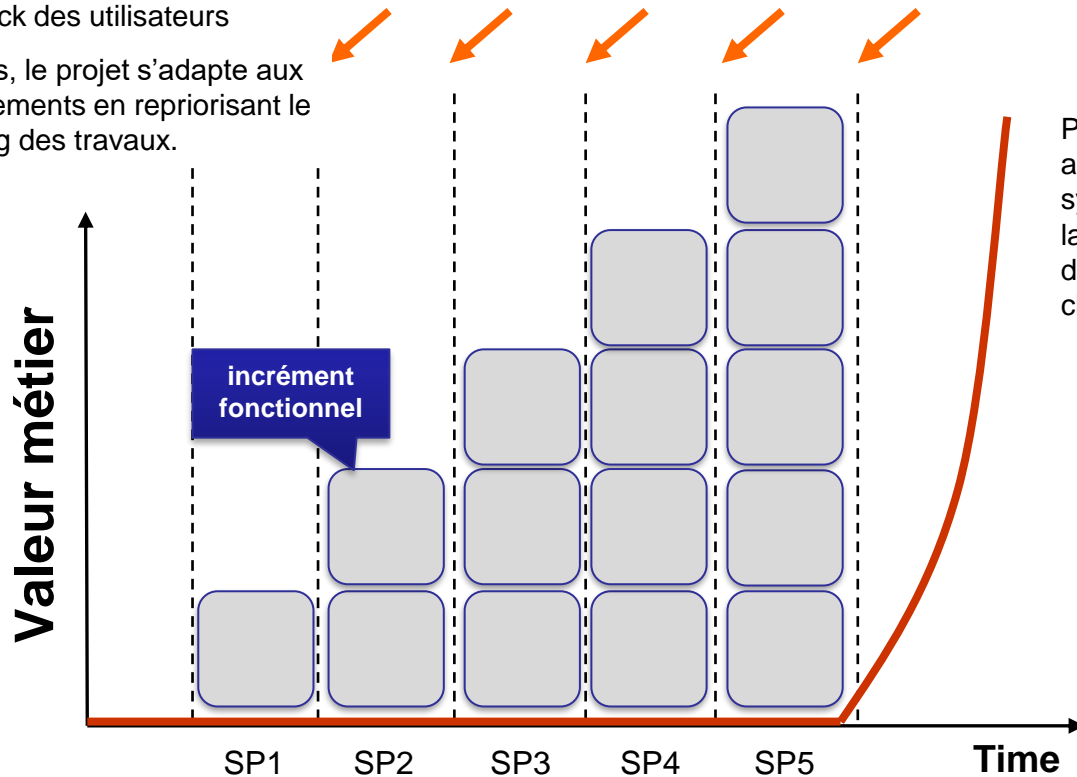 ck des utilisateurs
s, le projet s’adapte aux
ements en repriorisant le
g des travaux.
P
a
sy
la
d
c
incrément
fonctionnel
Valeur métier
SP1 SP2 SP3 SP4 SP5 Time